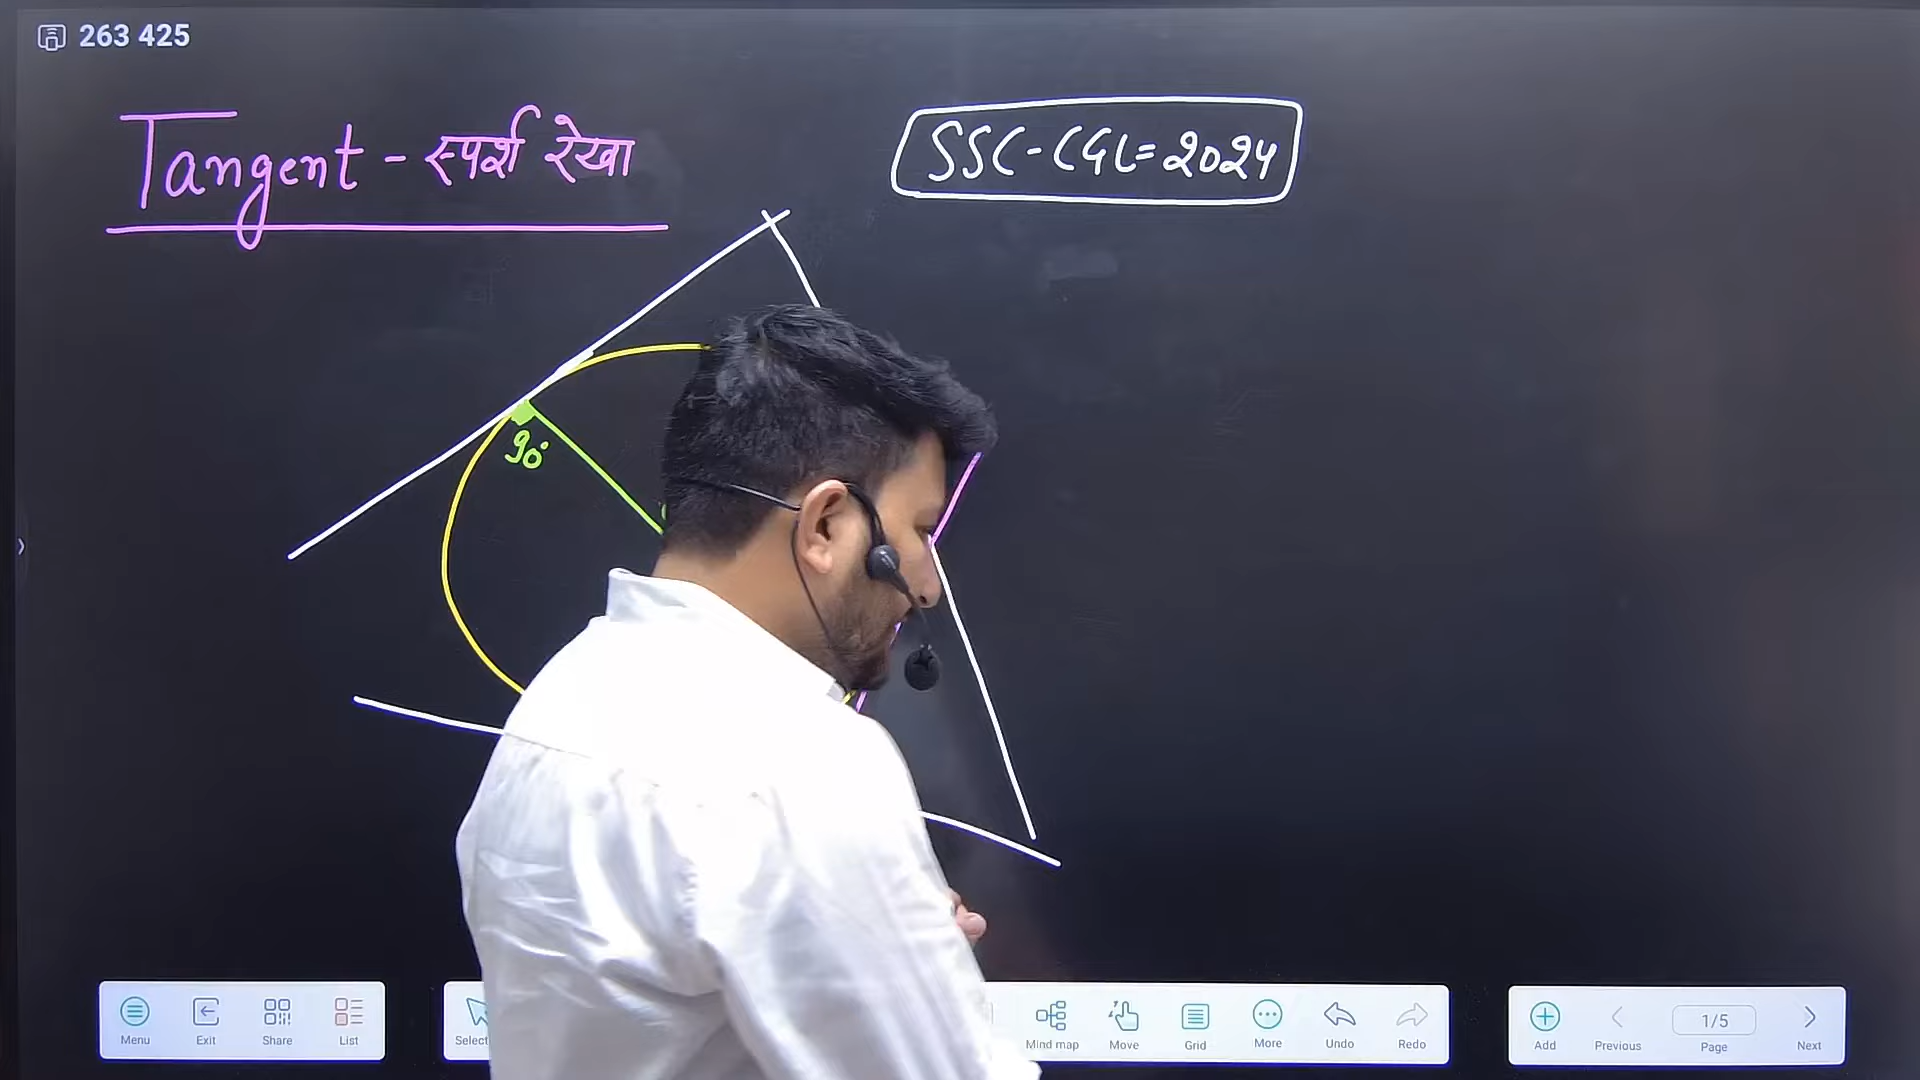 263 425
Tangent - स्पर्श रेखा
SSC-CGL=2024
90°
Menu
Exit
Share
List
Select
Mind map
Move
Grid
More
Undo
Redo
Add
Previous
1/5
Page
Next